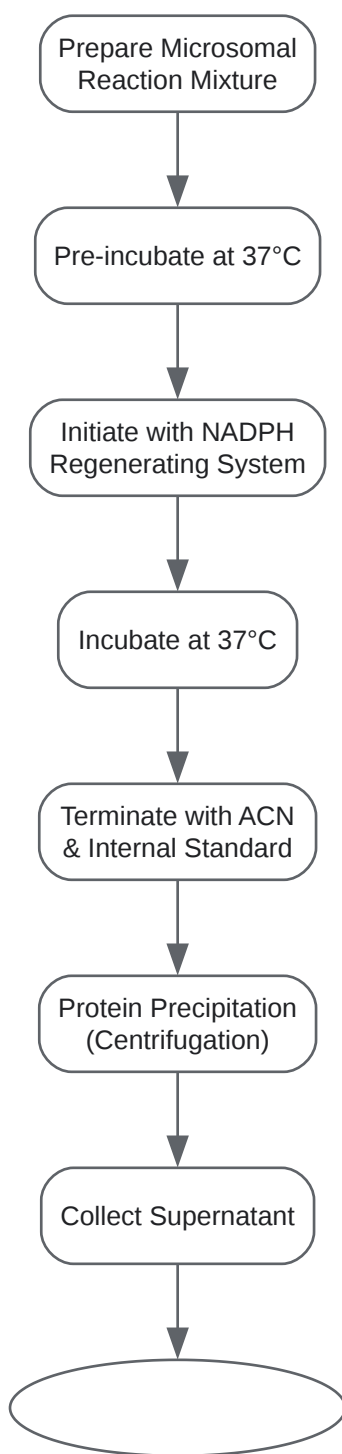 Prepare Microsomal
Reaction Mixture
Pre-incubate at 37°C
Initiate with NADPH
Regenerating System
Incubate at 37°C
Terminate with ACN
& Internal Standard
Protein Precipitation
(Centrifugation)
Collect Supernatant